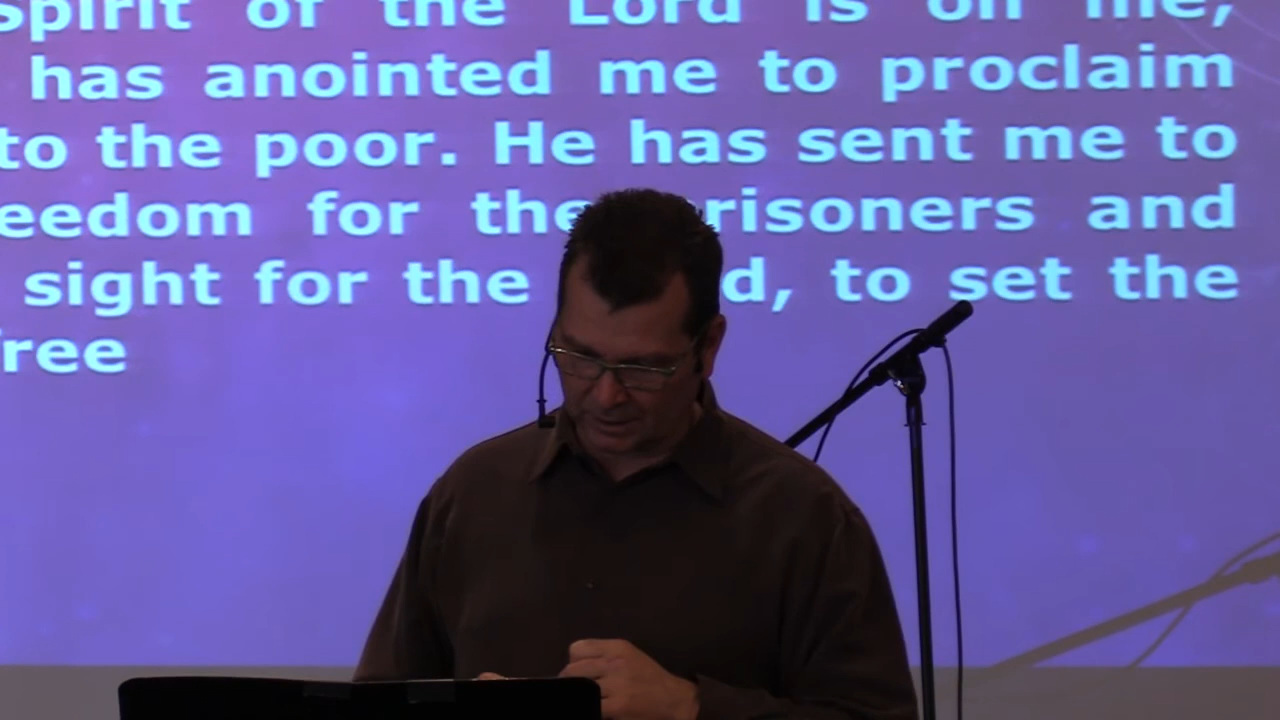 Spirit of the Lord is on me,
has anointed me to proclaim
to the poor. He has sent me to
eedom for the risoners and
sight for the d, to set the
free